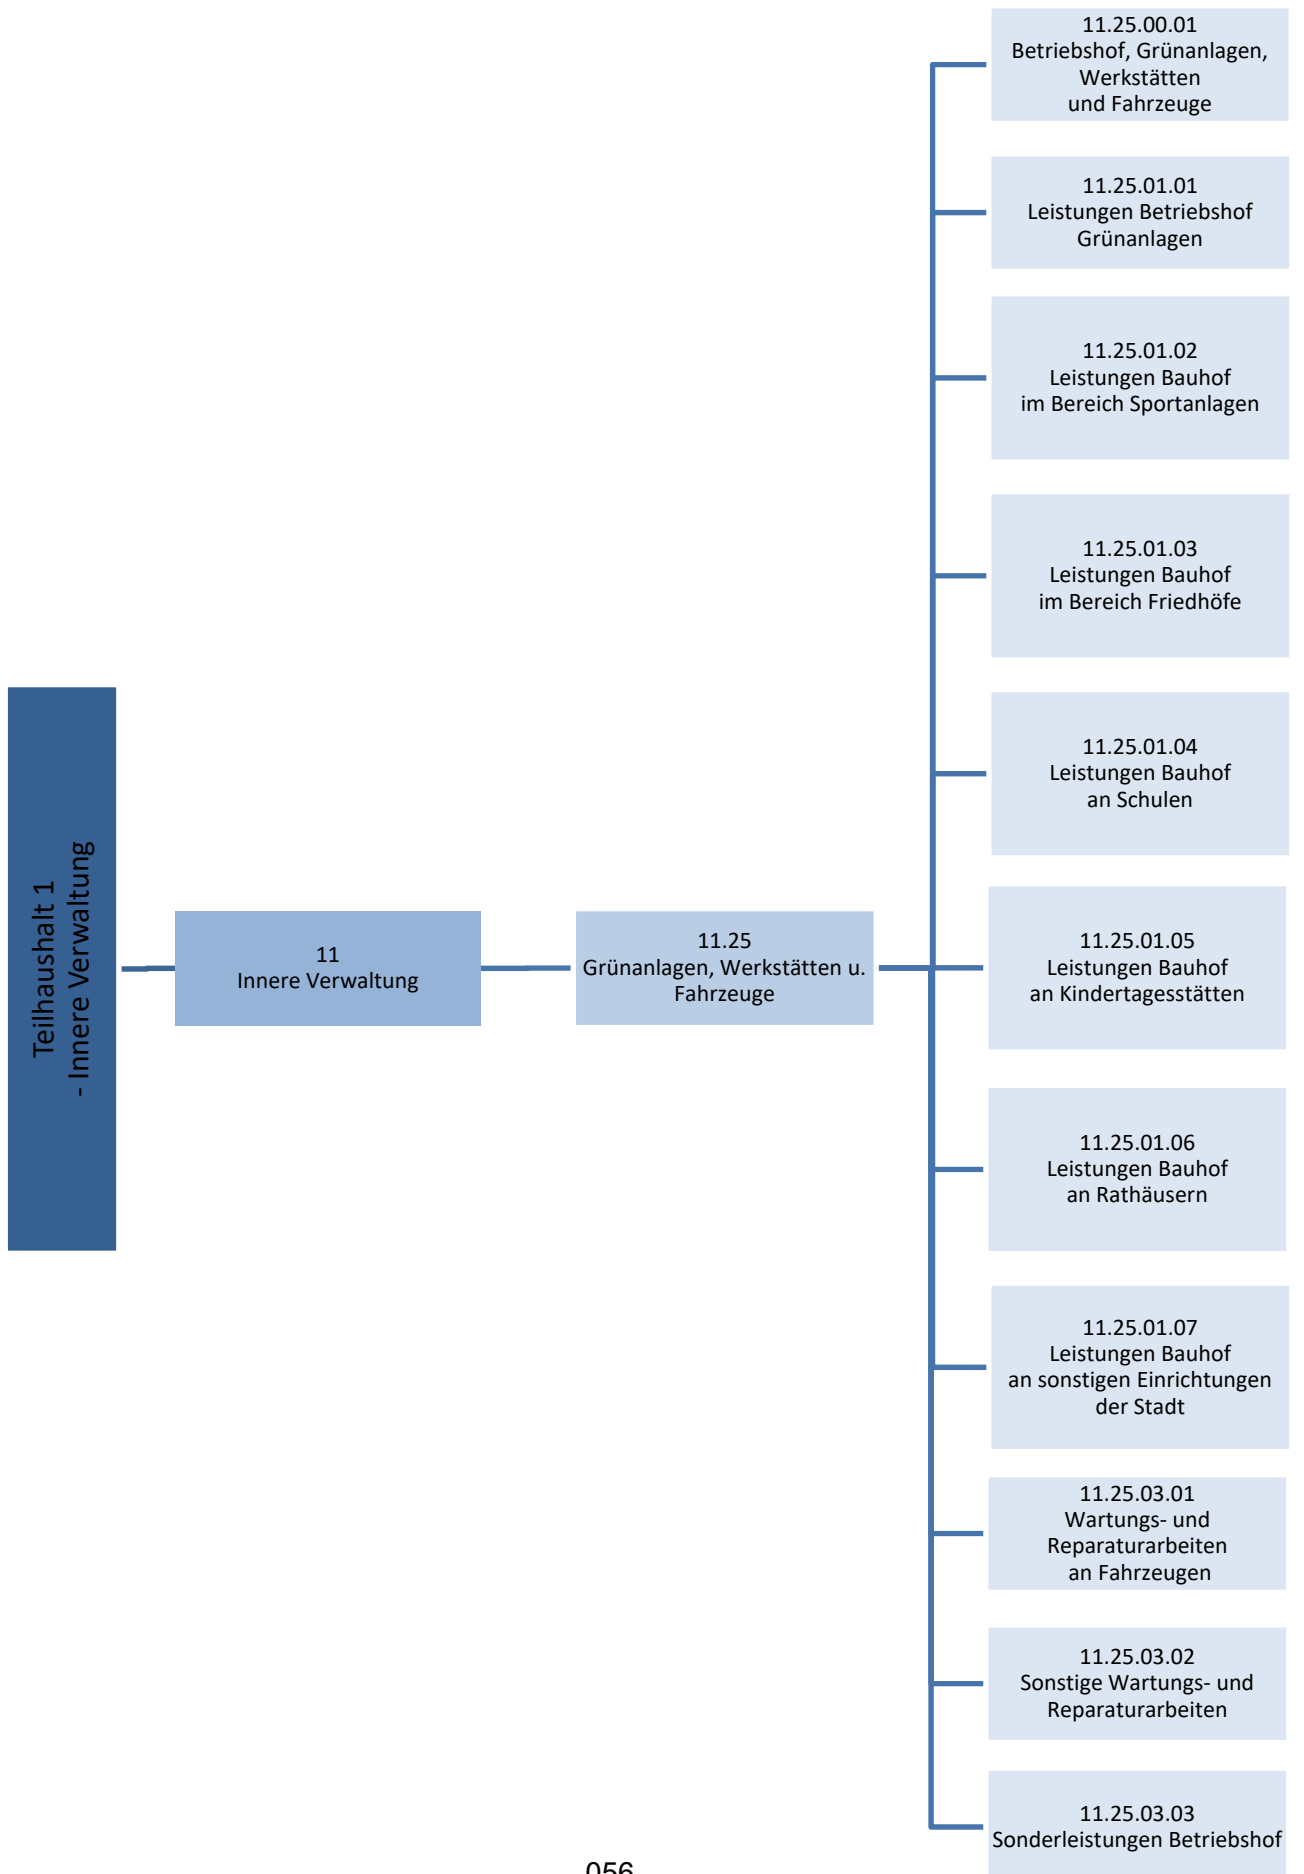 Teilhaushalt 1
- Innere Verwaltung
11
Innere Verwaltung
11.25
Grünanlagen, Werkstätten u.
Fahrzeuge
11.25.00.01
Betriebshof, Grünanlagen,
Werkstätten
und Fahrzeuge
11.25.01.01
Leistungen Betriebshof
Grünanlagen
11.25.01.02
Leistungen Bauhof
im Bereich Sportanlagen
11.25.01.03
Leistungen Bauhof
im Bereich Friedhöfe
11.25.01.04
Leistungen Bauhof
an Schulen
11.25.01.05
Leistungen Bauhof
an Kindertagesstätten
11.25.01.06
Leistungen Bauhof
an Rathäusern
11.25.01.07
Leistungen Bauhof
an sonstigen Einrichtungen
der Stadt
11.25.03.01
Wartungs- und
Reparaturarbeiten
an Fahrzeugen
11.25.03.02
Sonstige Wartungs- und
Reparaturarbeiten
11.25.03.03
Sonderleistungen Betriebshof
056